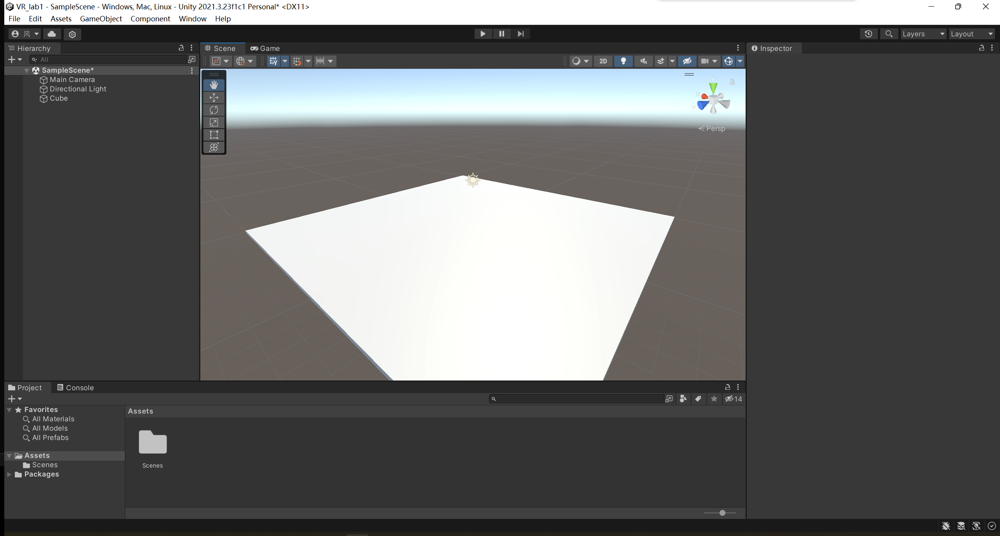 VR_lab1 - SampleScene - Windows, Mac, Linux - Unity 2021.3.23f1c1 Personal* <DX11>
File Edit Assets GameObject Component Window Help
风
Layers Layout
Hierarchy
All
SampleScene*
Main Camera
Directional Light
Cube
Scene Game
2D
y
x
z
Persp
Inspector
Project Console
14
Favorites
All Materials
All Models
All Prefabs
Assets
Scenes
Packages
Assets
Scenes